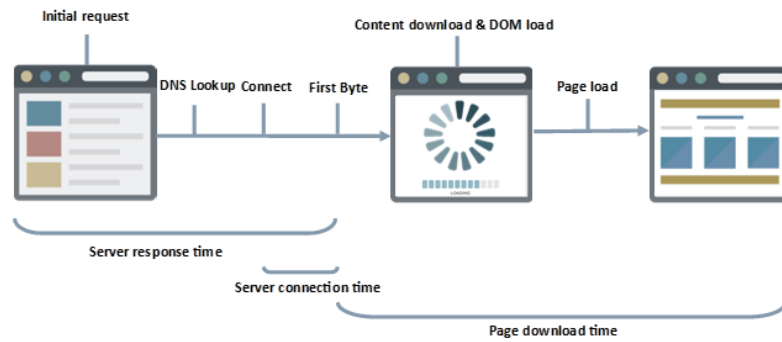 Initial request
Content download & DOM load
DNS Lookup
Connect
First Byte
Page load
LOADING
Server response time
Server connection time
Page download time